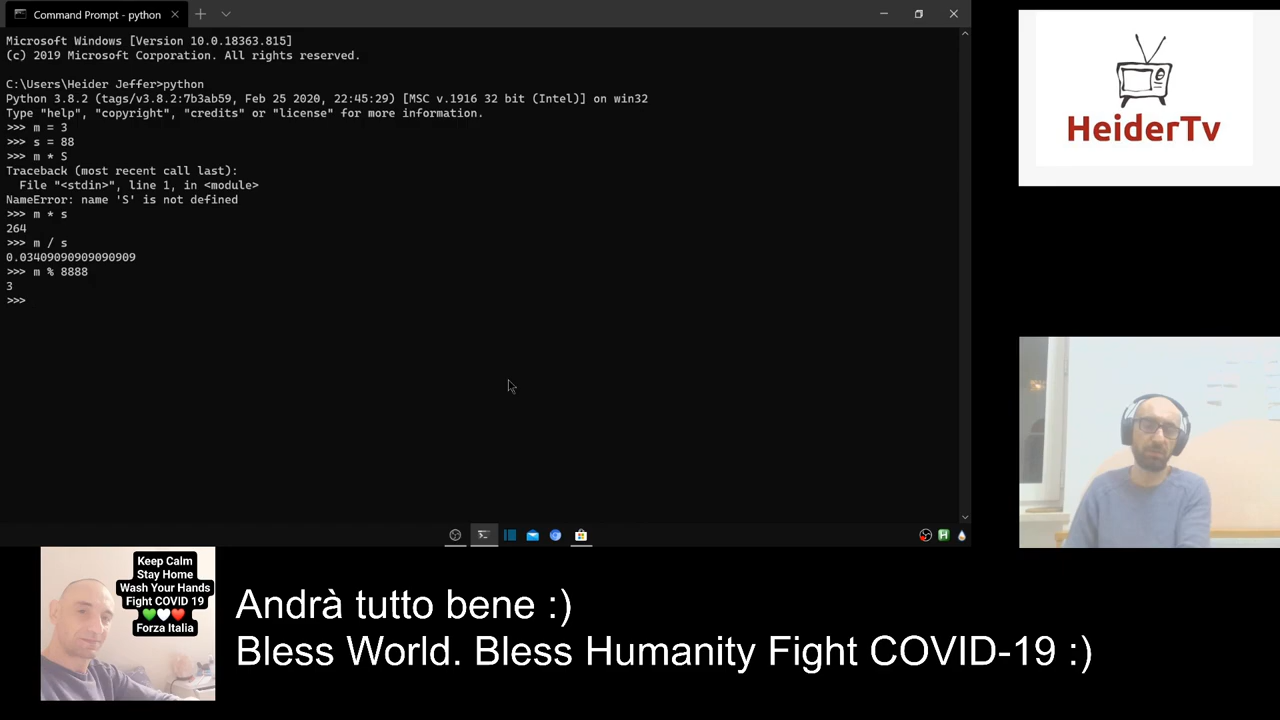 Command Prompt - python
Microsoft Windows [Version 10.0.18363.815]
(c) 2019 Microsoft Corporation. All rights reserved.
C:\Users\Heider Jeffer>python
Python 3.8.2 (tags/v3.8.2:7b3ab59, Feb 25 2020, 22:45:29) [MSC v.1916 32 bit (Intel)] on win32
Type "help", "copyright", "credits" or "license" for more information.
>>> m = 3
>>> s = 88
>>> m * S
Traceback (most recent call last):
  File "<stdin>", line 1, in <module>
NameError: name 'S' is not defined
>>> m * s
264
>>> m / s
0.03409090909090909
>>> m % 8888
3
>>>
HeiderTv
Keep Calm
Stay Home
Wash Your Hands
Fight COVID 19
💚🤍❤️
Forza Italia
Andrà tutto bene :)
Bless World. Bless Humanity Fight COVID-19 :)